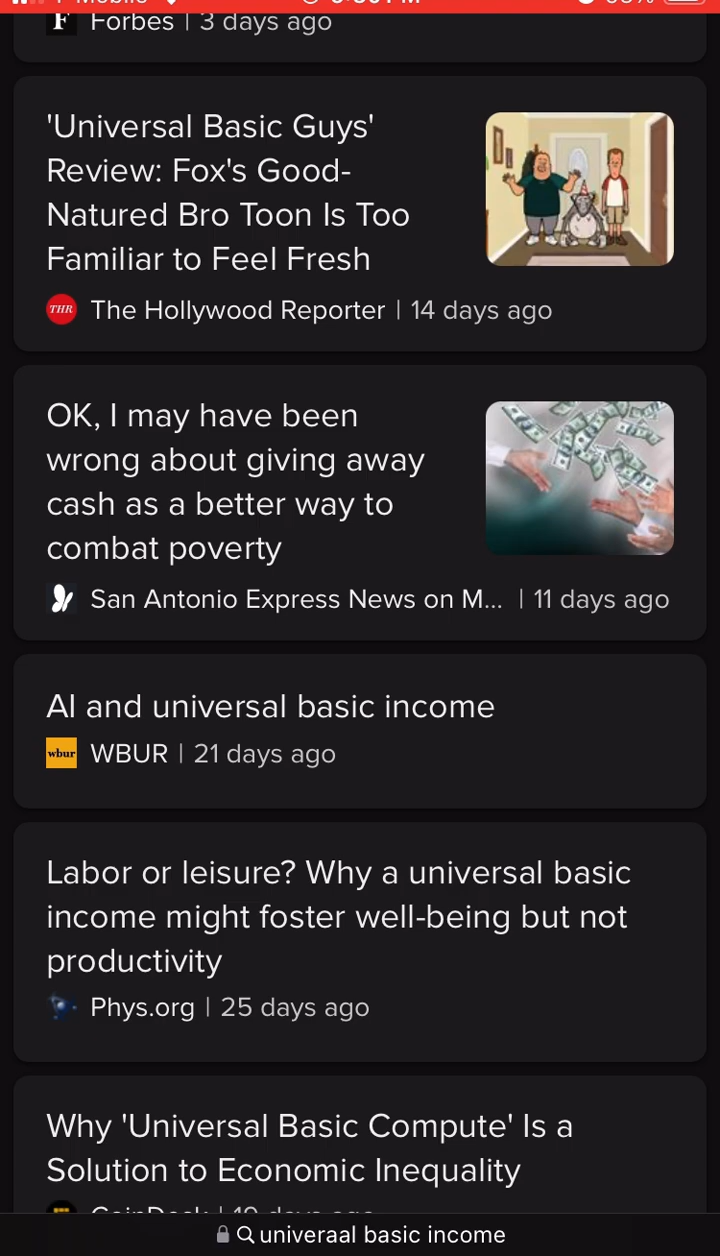 Forbes | 3 days ago
'Universal Basic Guys'
Review: Fox's Good-
Natured Bro Toon Is Too
Familiar to Feel Fresh
THR The Hollywood Reporter | 14 days ago
OK, I may have been
wrong about giving away
cash as a better way to
combat poverty
San Antonio Express News on M... | 11 days ago
AI and universal basic income
wbur WBUR | 21 days ago
Labor or leisure? Why a universal basic
income might foster well-being but not
productivity
Phys.org | 25 days ago
Why 'Universal Basic Compute' Is a
Solution to Economic Inequality
CoinDesk | 19 days ago
univeraal basic income